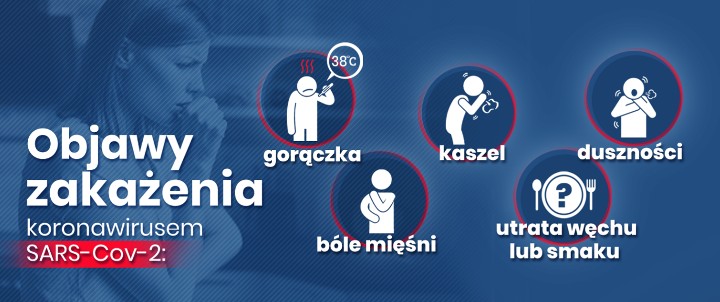 Objawy
zakażenia
koronawirusem
SARS-Cov-2:
38°C
gorączka
kaszel
duszności
bóle mięśni
?
utrata węchu
lub smaku